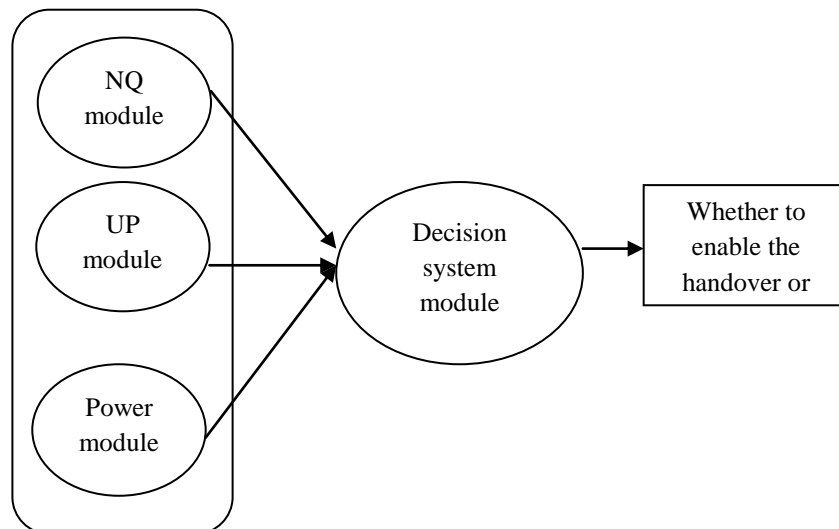 NQ
module
UP
module
Power
module
Decision
system
module
Whether to
enable the
handover or